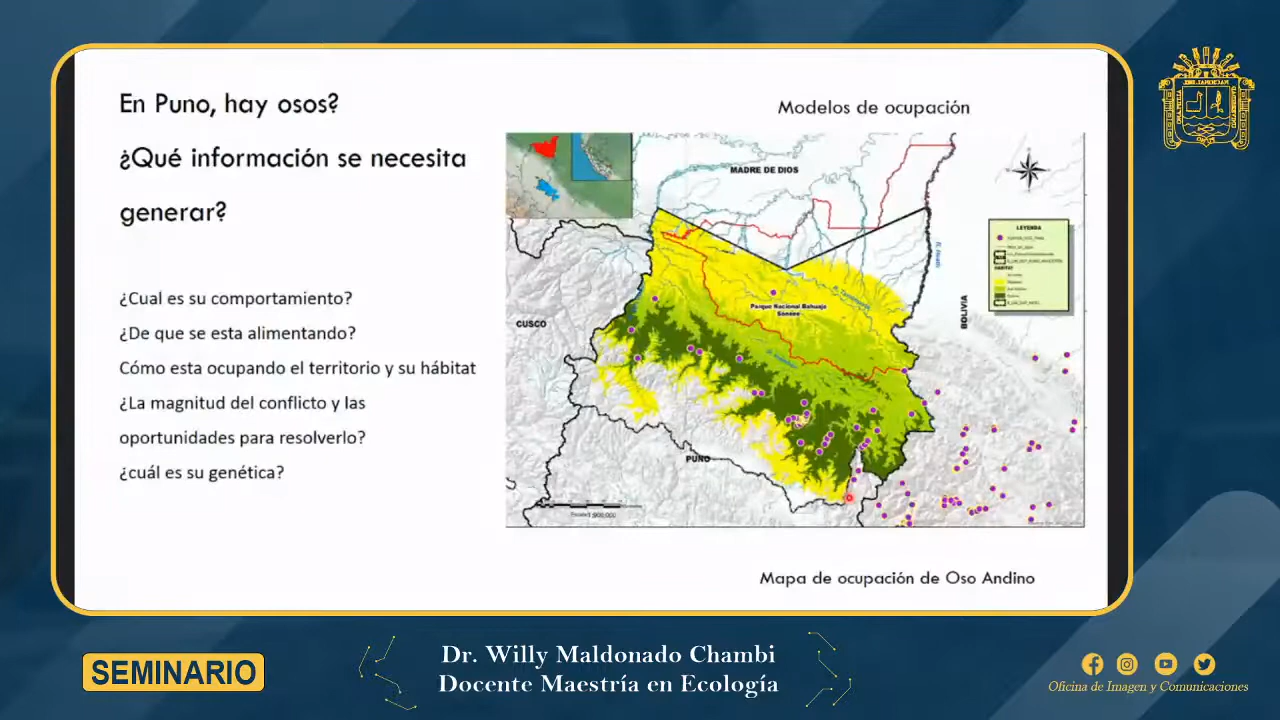 En Puno, hay osos?
¿Qué información se necesita
generar?
¿Cual es su comportamiento?
¿De que se esta alimentando?
Cómo esta ocupando el territorio y su hábitat
¿La magnitud del conflicto y las
oportunidades para resolverlo?
¿cuál es su genética?
Modelos de ocupación
MADRE DE DIOS
LEYENDA
Parque Nacional Bahuaja
Sonene
CUSCO
BOLIVIA
PUNO
Mapa de ocupación de Oso Andino
SEMINARIO
Dr. Willy Maldonado Chambi
Docente Maestría en Ecología
Oficina de Imagen y Comunicaciones